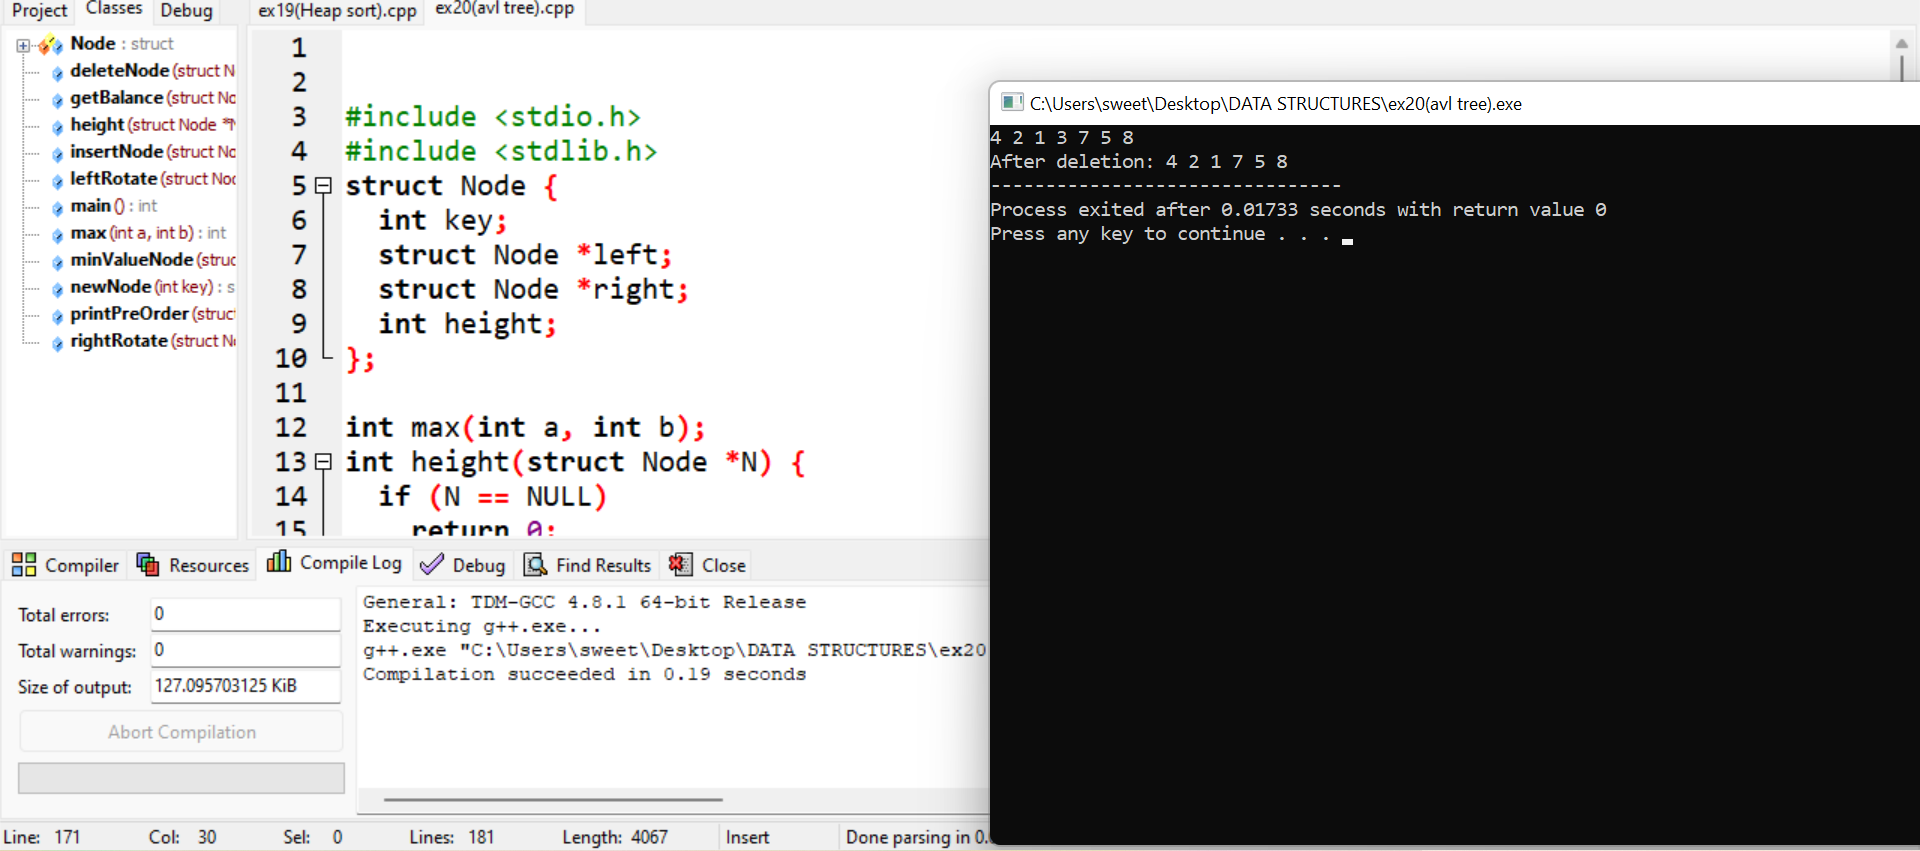 Project Classes Debug
Node : struct
deleteNode (struct N
getBalance (struct No
height (struct Node *N
insertNode (struct No
leftRotate (struct Noc
main () : int
max (int a, int b) : int
minValueNode (struc
newNode (int key) : s
printPreOrder (struct
rightRotate (struct No
ex19(Heap sort).cpp ex20(avl tree).cpp
1
2
3 #include <stdio.h>
4 #include <stdlib.h>
5 struct Node {
6 int key;
7 struct Node *left;
8 struct Node *right;
9 int height;
10 };
11
12 int max(int a, int b);
13 int height(struct Node *N) {
14 if (N == NULL)
15 return 0;
C:\Users\sweet\Desktop\DATA STRUCTURES\ex20(avl tree).exe
4 2 1 3 7 5 8
After deletion: 4 2 1 7 5 8
--------------------------------
Process exited after 0.01733 seconds with return value 0
Press any key to continue . . .
Compiler Resources Compile Log Debug Find Results Close
Total errors: 0
Total warnings: 0
Size of output: 127.095703125 KiB
Abort Compilation
General: TDM-GCC 4.8.1 64-bit Release
Executing g++.exe...
g++.exe "C:\Users\sweet\Desktop\DATA STRUCTURES\ex20
Compilation succeeded in 0.19 seconds
Line: 171 Col: 30 Sel: 0 Lines: 181 Length: 4067 Insert Done parsing in 0.